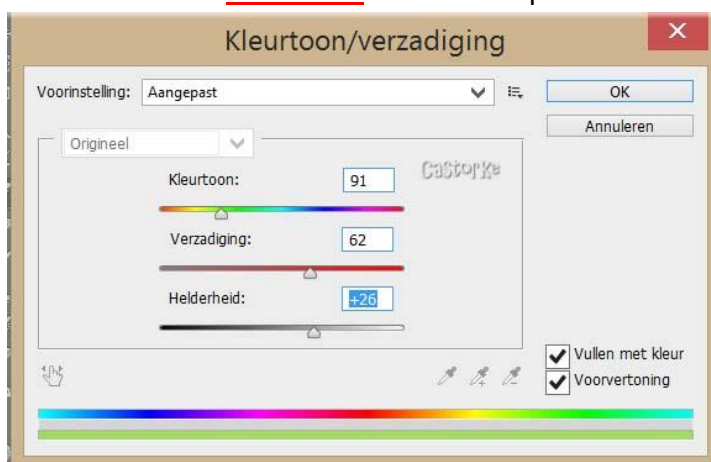 Kleurtoon/verzadiging
Voorinstelling: Aangepast
OK
Annuleren
Origineel
Castorke
Kleurtoon: 91
Verzadiging: 62
Helderheid: +26
Vullen met kleur
Voorvertoning